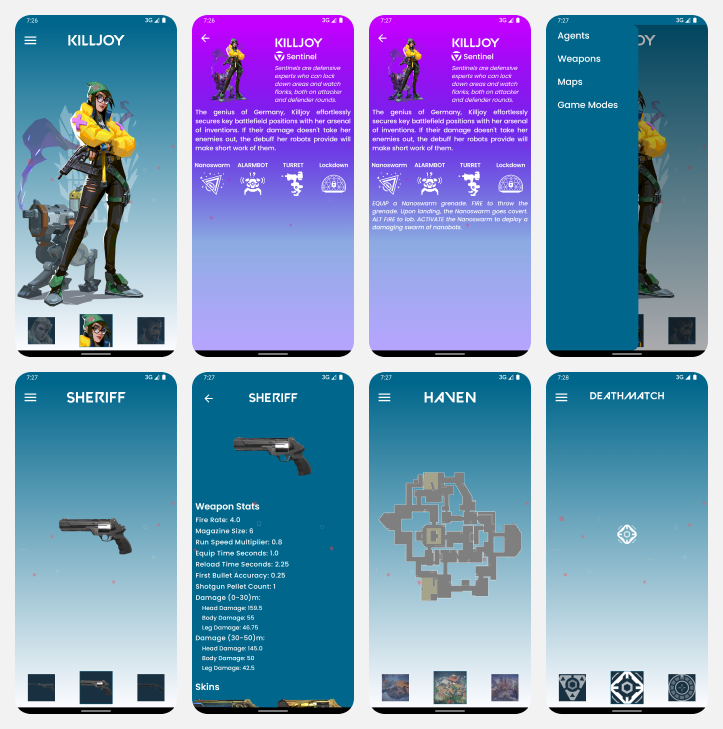 7:26
3G
KILLJOY
7:26
3G
KILLJOY
Sentinel
Sentinels are defensive
experts who can lock
down areas and watch
flanks, both on attacker
and defender rounds.
The genius of Germany, Killjoy effortlessly
secures key battlefield positions with her arsenal
of inventions. If their damage doesn't take her
enemies out, the debuff her robots provide will
make short work of them.
Nanoswarm ALARMBOT TURRET Lockdown
7:27
3G
KILLJOY
Sentinel
Sentinels are defensive
experts who can lock
down areas and watch
flanks, both on attacker
and defender rounds.
The genius of Germany, Killjoy effortlessly
secures key battlefield positions with her arsenal
of inventions. If their damage doesn't take her
enemies out, the debuff her robots provide will
make short work of them.
Nanoswarm ALARMBOT TURRET Lockdown
EQUIP a Nanoswarm grenade. FIRE to throw the
grenade. Upon landing, the Nanoswarm goes covert.
ALT FIRE to lob. ACTIVATE the Nanoswarm to deploy a
damaging swarm of nanobots.
7:27
3G
OY
Agents
Weapons
Maps
Game Modes
7:27
3G
SHERIFF
7:27
3G
SHERIFF
Weapon Stats
Fire Rate: 4.0
Magazine Size: 6
Run Speed Multiplier: 0.8
Equip Time Seconds: 1.0
Reload Time Seconds: 2.25
First Bullet Accuracy: 0.25
Shotgun Pellet Count: 1
Damage (0-30)m:
Head Damage: 159.5
Body Damage: 55
Leg Damage: 46.75
Damage (30-50)m:
Head Damage: 145.0
Body Damage: 50
Leg Damage: 42.5
Skins
7:27
3G
HAVEN
7:28
3G
DEATHMATCH